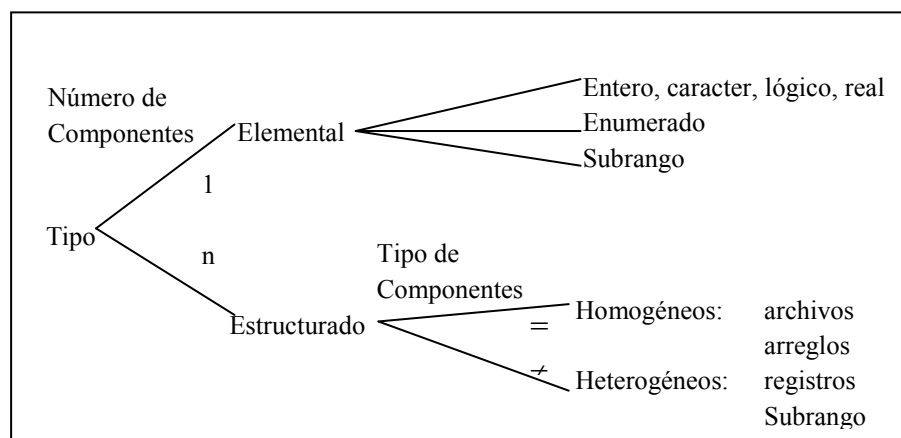 Número de
Componentes
Entero, caracter, lógico, real
Elemental
Enumerado
Subrango
1
Tipo
n
Tipo de
Componentes
Estructurado
=
Homogéneos: archivos
arreglos
≠
Heterogéneos: registros
Subrango